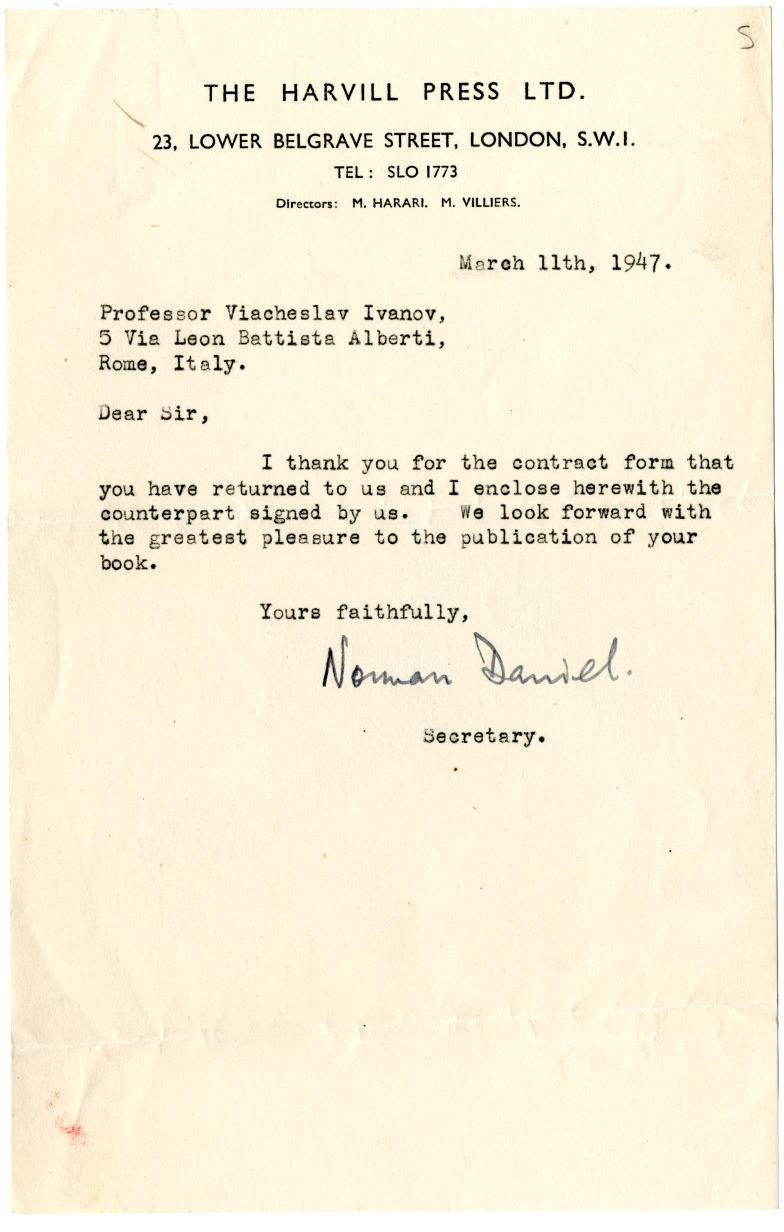 S
THE HARVILL PRESS LTD.
23, LOWER BELGRAVE STREET, LONDON, S.W.1.
TEL: SLO 1773
Directors: M. HARARI. M. VILLIERS.
March 11th, 1947.
Professor Viacheslav Ivanov,
5 Via Leon Battista Alberti,
Rome, Italy.
Dear Sir,
I thank you for the contract form that
you have returned to us and I enclose herewith the
counterpart signed by us. We look forward with
the greatest pleasure to the publication of your
book.
Yours faithfully,
Norman Daniel.
Secretary.